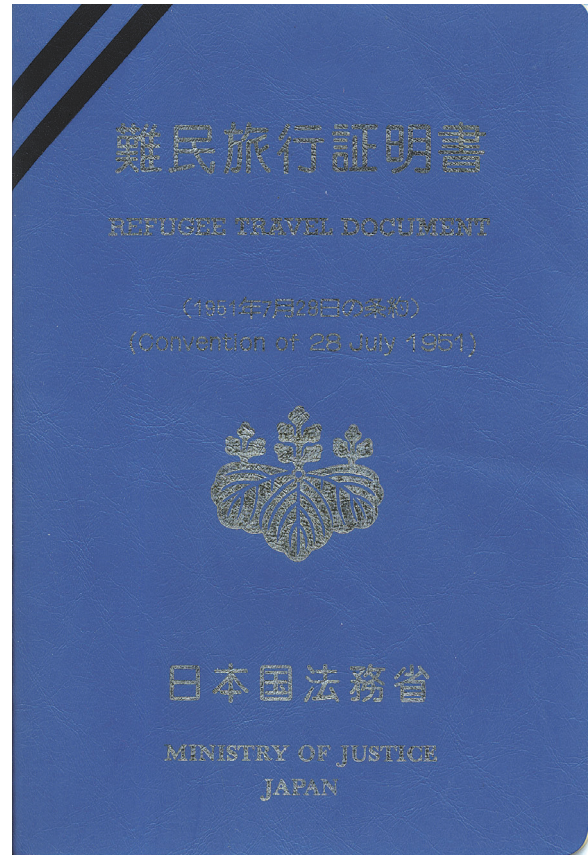 難民旅行証明書
REFUGEE TRAVEL DOCUMENT
(1951年7月28日の条約)
(Convention of 28 July 1951)
日本国法務省
MINISTRY OF JUSTICE
JAPAN